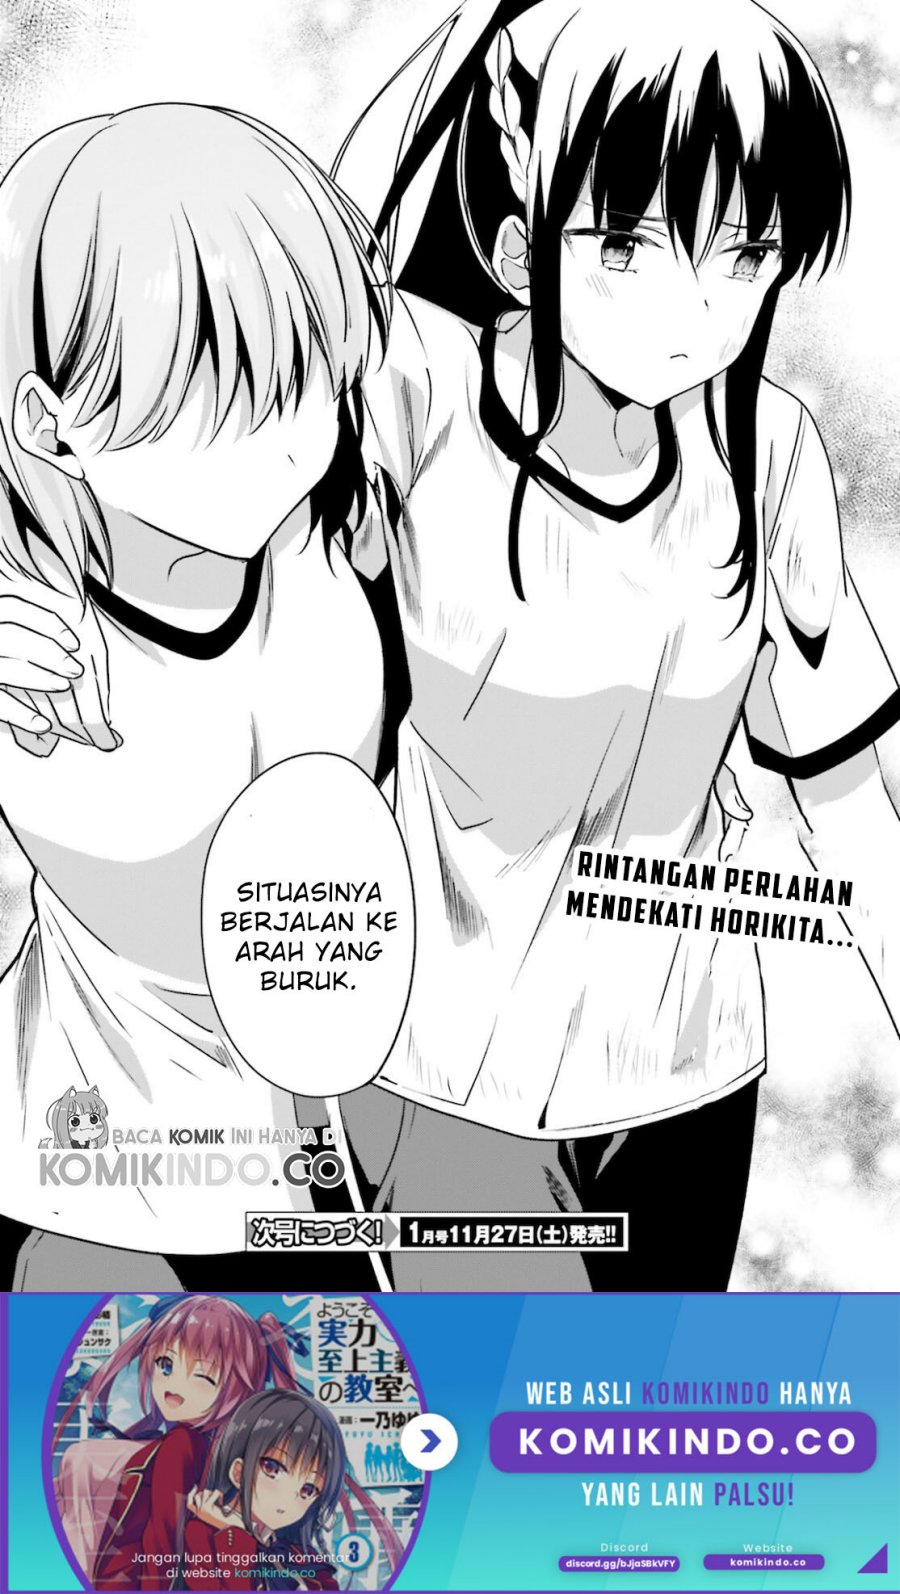 RINTANGAN PERLAHAN
MENDEKATI HORIKITA...
SITUASINYA
BERJALAN KE
ARAH YANG
BURUK.
BACA KOMIK INI HANYA DI
KOMIKINDO.CO
次号につづく! 1月号11月27日(土)発売!!
ようこそ
実力
至上主義
の教室へ
漫画:一乃ゆゆ
3
Jangan lupa tinggalkan komentar
di website komikindo.co
WEB ASLI KOMIKINDO HANYA
KOMIKINDO.CO
YANG LAIN PALSU!
Discord
discord.gg/bJjaSBkVFY
Website
komikindo.co